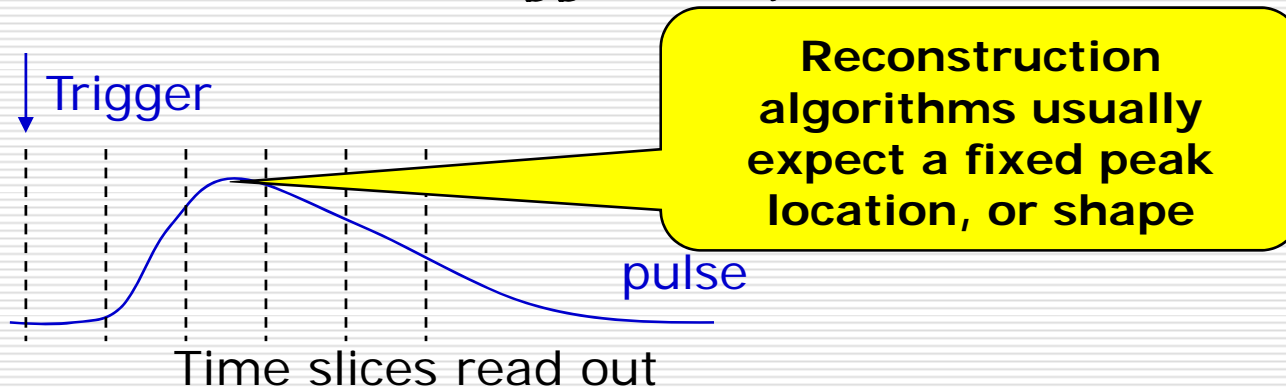 Trigger
Reconstruction
algorithms usually
expect a fixed peak
location, or shape
pulse
Time slices read out